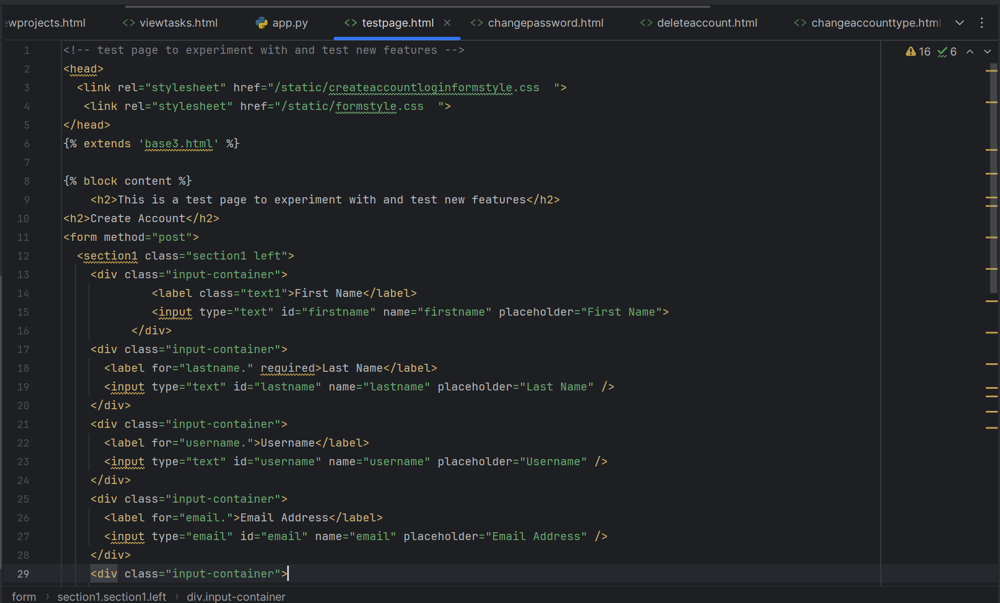 ewprojects.html <> viewtasks.html app.py <> testpage.html × <> changepassword.html <> deleteaccount.html <> changeaccounttype.html
16 6
1 <!-- test page to experiment with and test new features -->
2 <head>
3   <link rel="stylesheet" href="/static/createaccountloginformstyle.css  ">
4    <link rel="stylesheet" href="/static/formstyle.css  ">
5 </head>
6 {% extends 'base3.html' %}
7
8 {% block content %}
9     <h2>This is a test page to experiment with and test new features</h2>
10 <h2>Create Account</h2>
11 <form method="post">
12   <section1 class="section1 left">
13     <div class="input-container">
14              <label class="text1">First Name</label>
15              <input type="text" id="firstname" name="firstname" placeholder="First Name">
16           </div>
17     <div class="input-container">
18       <label for="lastname." required>Last Name</label>
19       <input type="text" id="lastname" name="lastname" placeholder="Last Name" />
20     </div>
21     <div class="input-container">
22       <label for="username.">Username</label>
23       <input type="text" id="username" name="username" placeholder="Username" />
24     </div>
25     <div class="input-container">
26       <label for="email.">Email Address</label>
27       <input type="email" id="email" name="email" placeholder="Email Address" />
28     </div>
29     <div class="input-container">
form › section1.section1.left › div.input-container